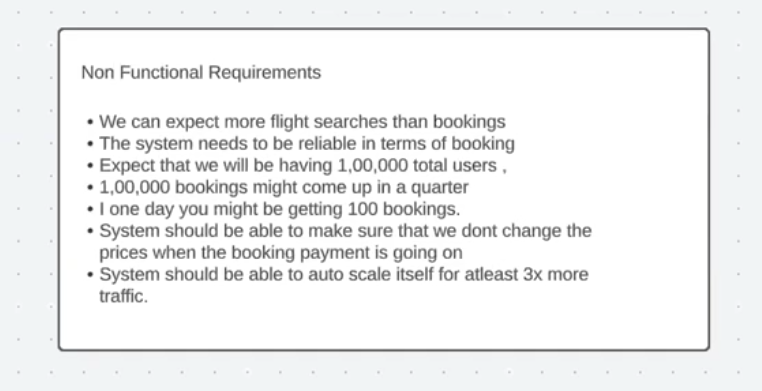 Non Functional Requirements
• We can expect more flight searches than bookings
• The system needs to be reliable in terms of booking
• Expect that we will be having 1,00,000 total users ,
• 1,00,000 bookings might come up in a quarter
• I one day you might be getting 100 bookings.
• System should be able to make sure that we dont change the
prices when the booking payment is going on
• System should be able to auto scale itself for atleast 3x more
traffic.